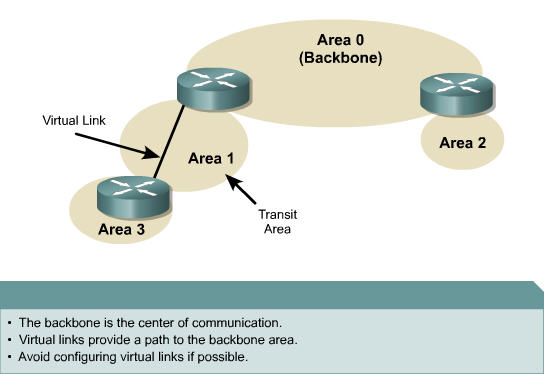 Area 0
(Backbone)
Virtual Link
Area 1
Area 2
Transit
Area
Area 3
• The backbone is the center of communication.
• Virtual links provide a path to the backbone area.
• Avoid configuring virtual links if possible.